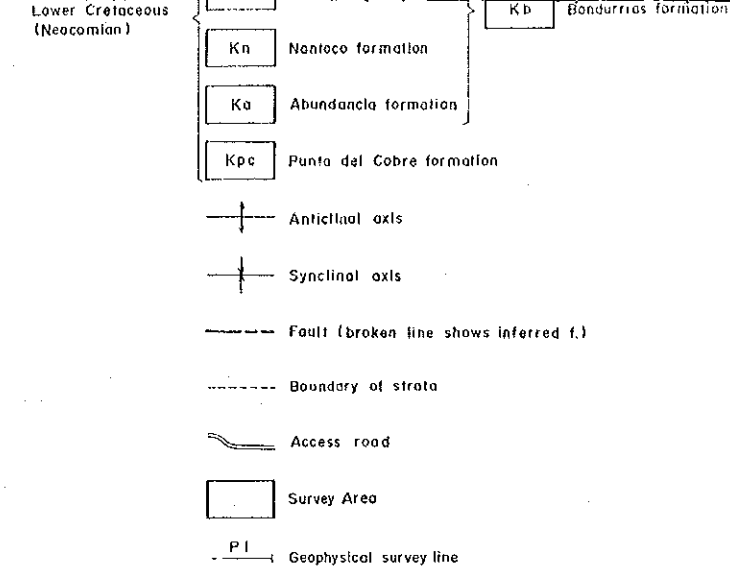 Lower Cretaceous
(Neocomian)
Kb Bandurrias formation
Kn Nantoco formation
Ka Abundancia formation
Kpc Punta del Cobre formation
Anticlinal axis
Synclinal axis
Fault (broken line shows inferred f.)
Boundary of strata
Access road
Survey Area
P1 Geophysical survey line